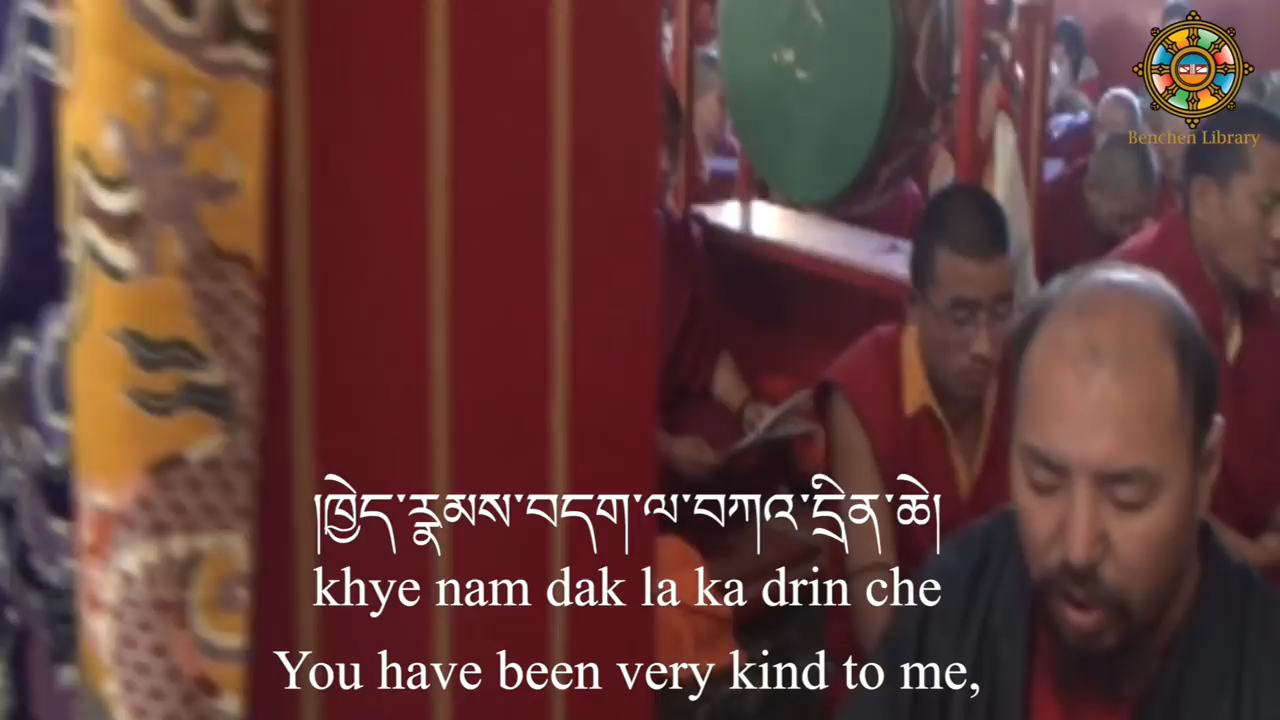 Benchen Library
།ཁྱེད་རྣམས་བདག་ལ་བཀའ་དྲིན་ཆེ།
khye nam dak la ka drin che
You have been very kind to me,